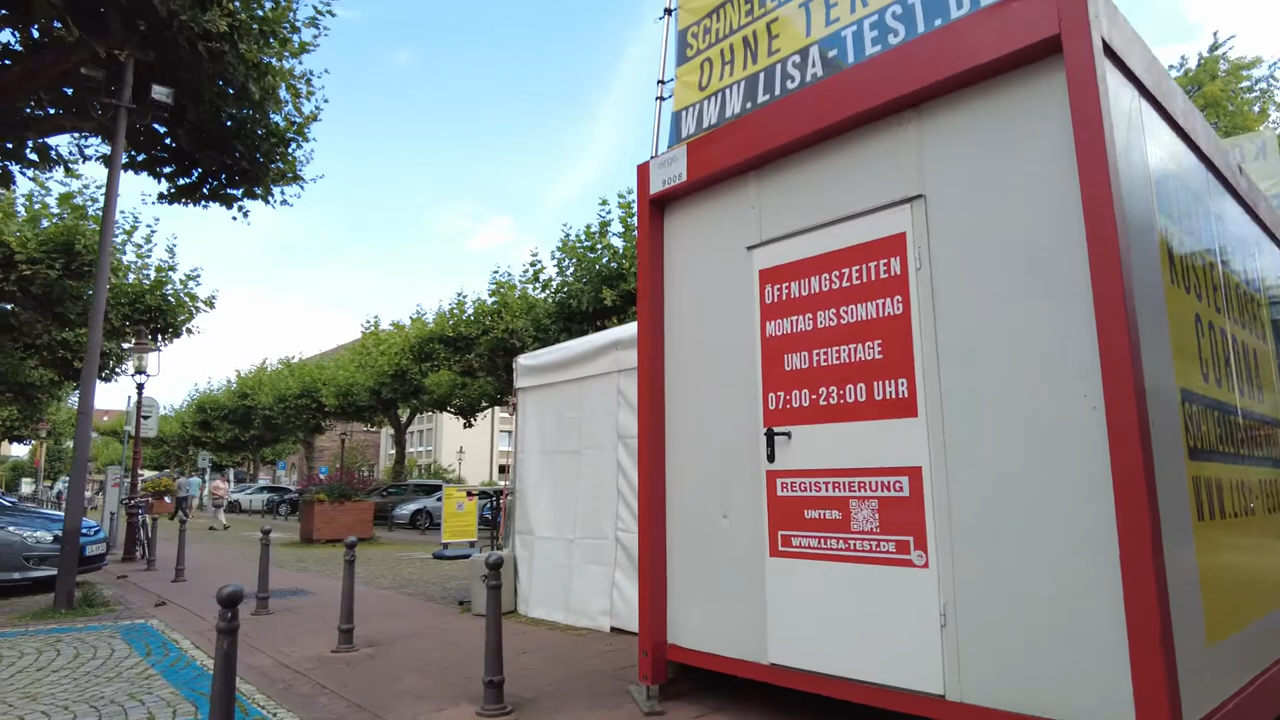 SCHNELL
OHNE TER
WWW.LISA-TEST.DE
9008
ÖFFNUNGSZEITEN
MONTAG BIS SONNTAG
UND FEIERTAGE
07:00-23:00 UHR
REGISTRIERUNG
UNTER:
WWW.LISA-TEST.DE
KOSTENLOSE
CORONA
WWW.LISA-TEST